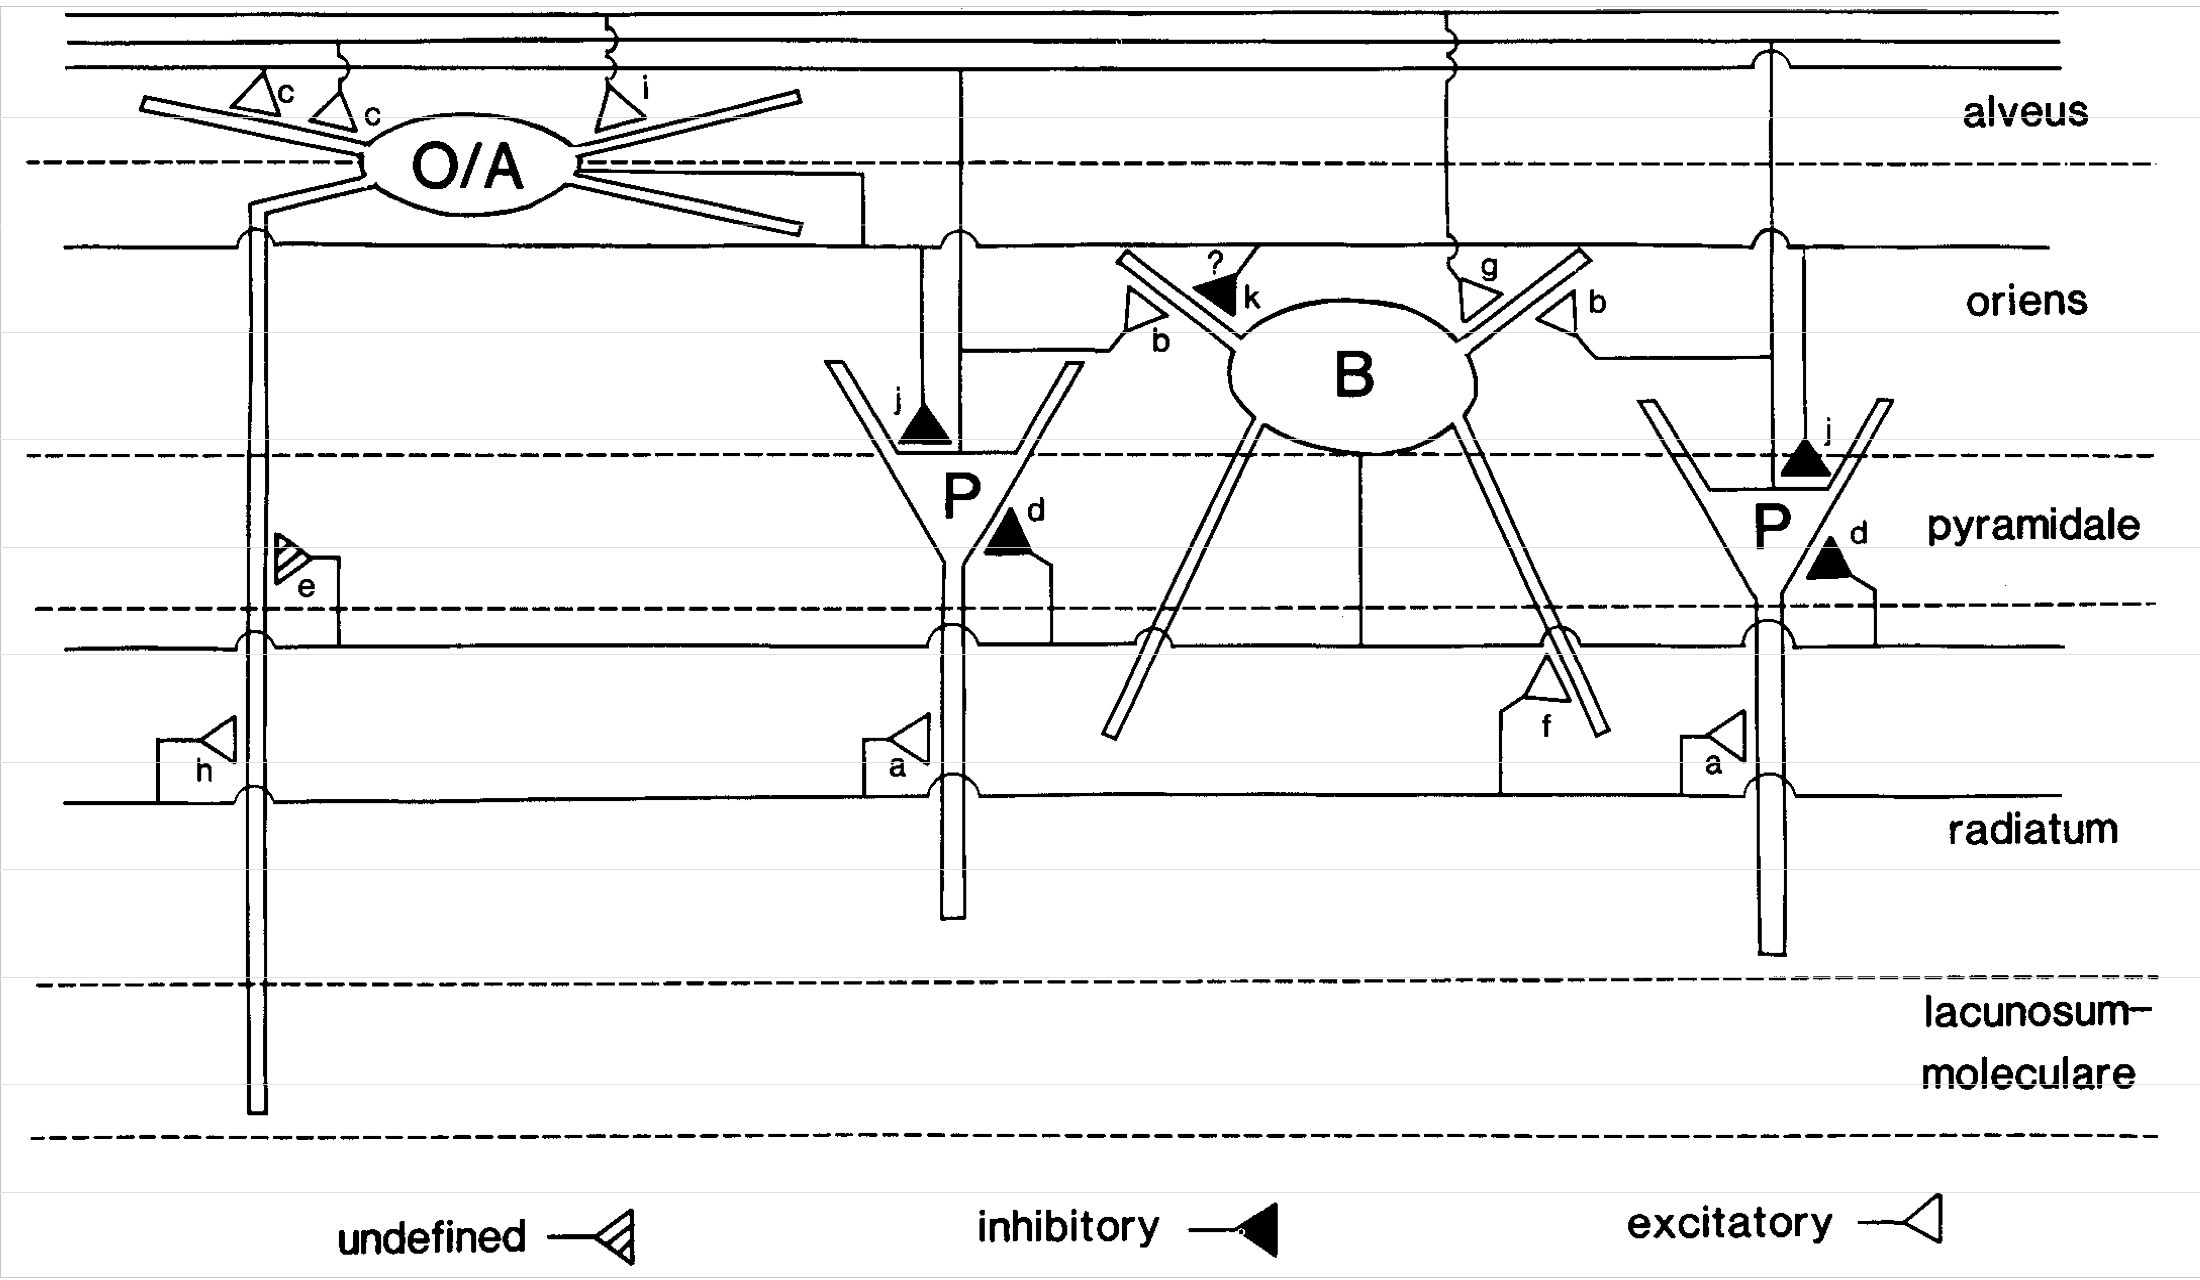 c
c
i
alveus
O/A
?
k
g
b
b
oriens
B
j
j
P
d
P
d
pyramidale
e
h
a
f
a
radiatum
lacunosum-
moleculare
undefined
inhibitory
excitatory